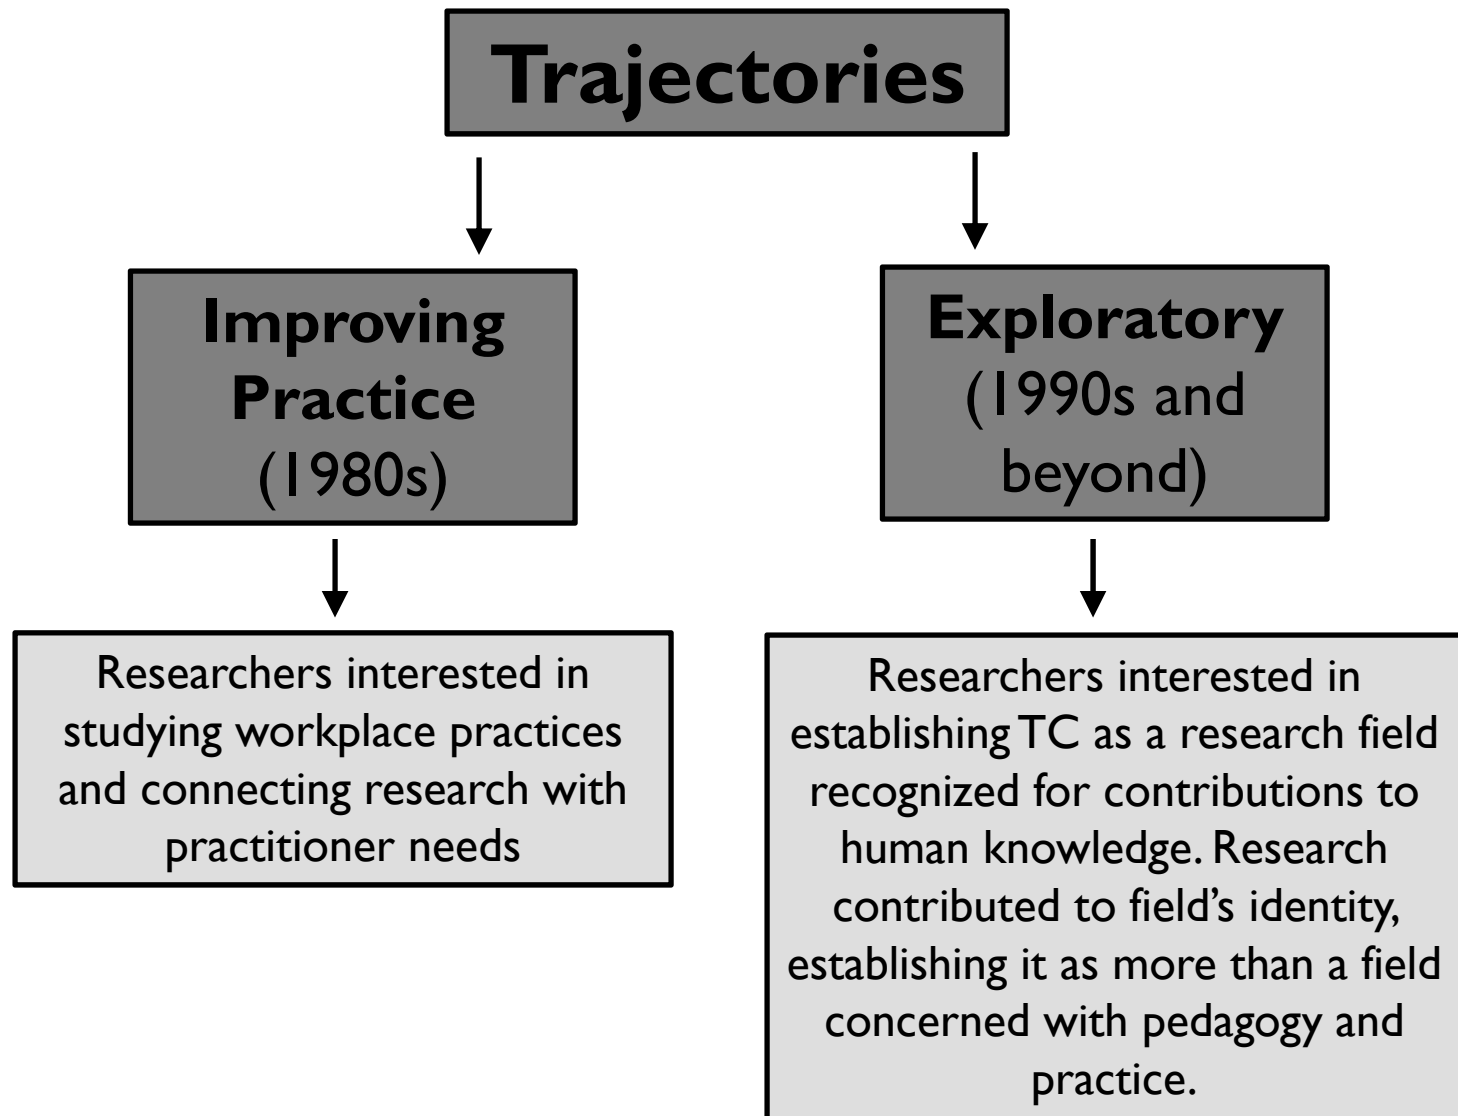 Trajectories
Improving
Practice
(1980s)
Exploratory
(1990s and
beyond)
Researchers interested in
studying workplace practices
and connecting research with
practitioner needs
Researchers interested in
establishing TC as a research field
recognized for contributions to
human knowledge. Research
contributed to field’s identity,
establishing it as more than a field
concerned with pedagogy and
practice.